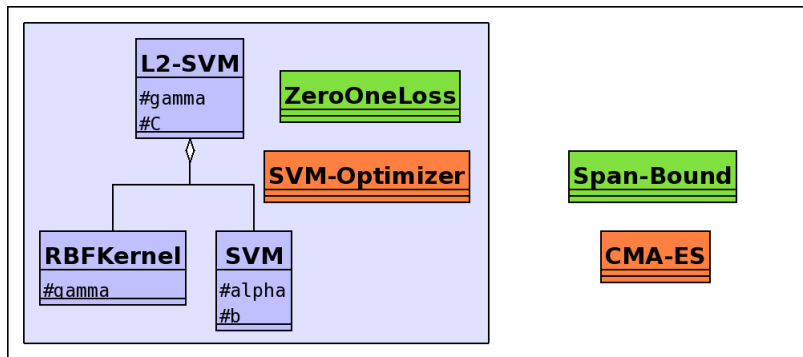 L2-SVM
#gamma
#C
ZeroOneLoss
SVM-Optimizer
Span-Bound
RBFKernel
#gamma
SVM
#alpha
#b
CMA-ES